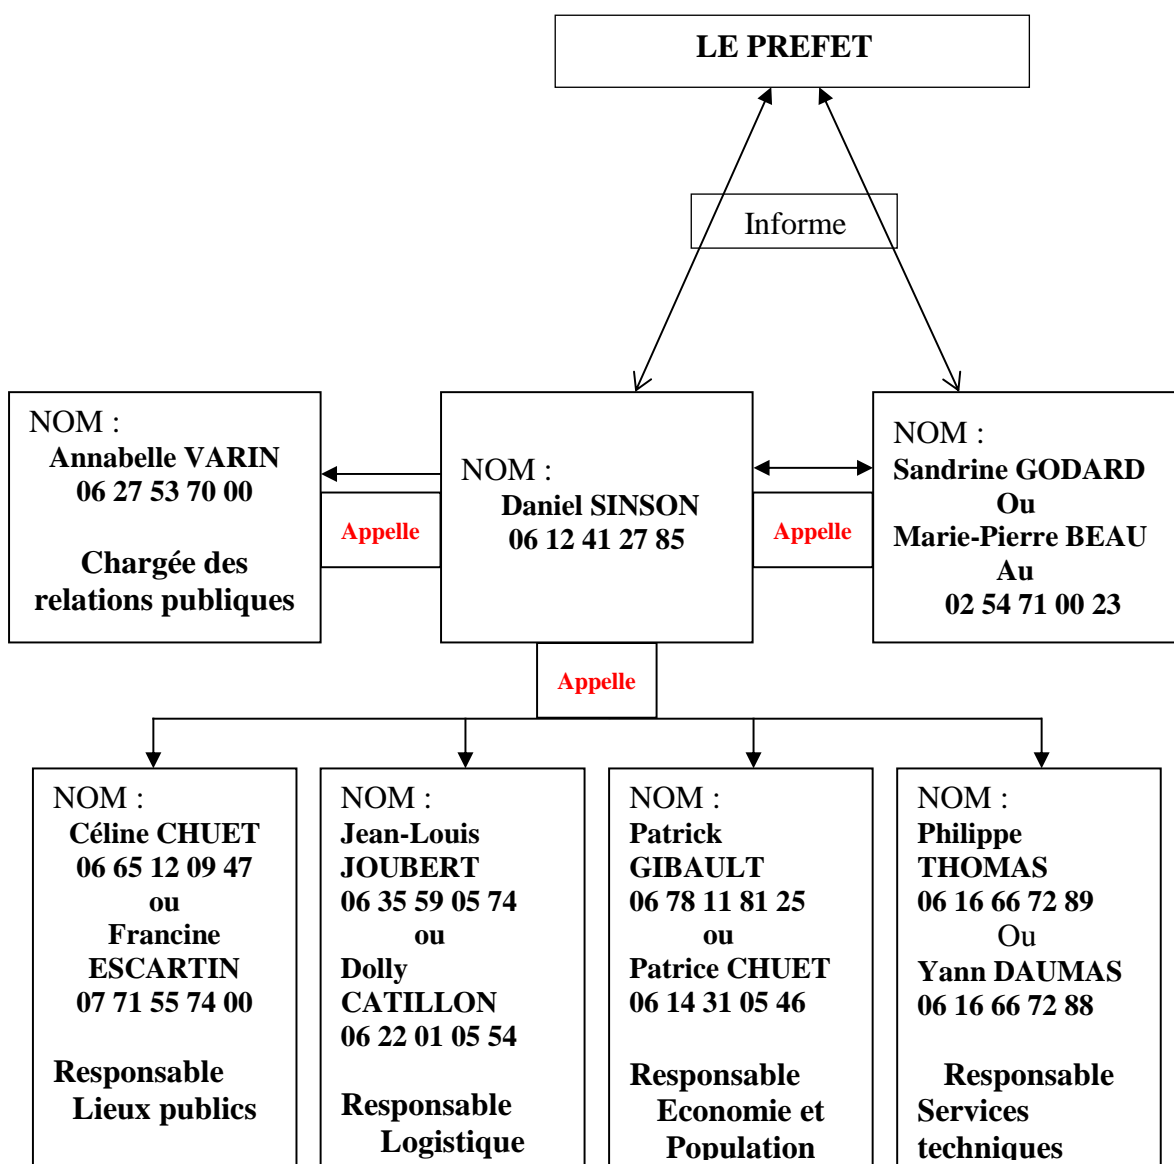 LE PREFET
Informe
NOM :
Annabelle VARIN
06 27 53 70 00
Chargée des
relations publiques
Appelle
NOM :
Daniel SINSON
06 12 41 27 85
Appelle
NOM :
Sandrine GODARD
Ou
Marie-Pierre BEAU
Au
02 54 71 00 23
Appelle
NOM :
Céline CHUET
06 65 12 09 47
ou
Francine
ESCARTIN
07 71 55 74 00
Responsable
Lieux publics
NOM :
Jean-Louis
JOUBERT
06 35 59 05 74
ou
Dolly
CATILLON
06 22 01 05 54
Responsable
Logistique
NOM :
Patrick
GIBAULT
06 78 11 81 25
ou
Patrice CHUET
06 14 31 05 46
Responsable
Economie et
Population
NOM :
Philippe
THOMAS
06 16 66 72 89
Ou
Yann DAUMAS
06 16 66 72 88
Responsable
Services
techniques